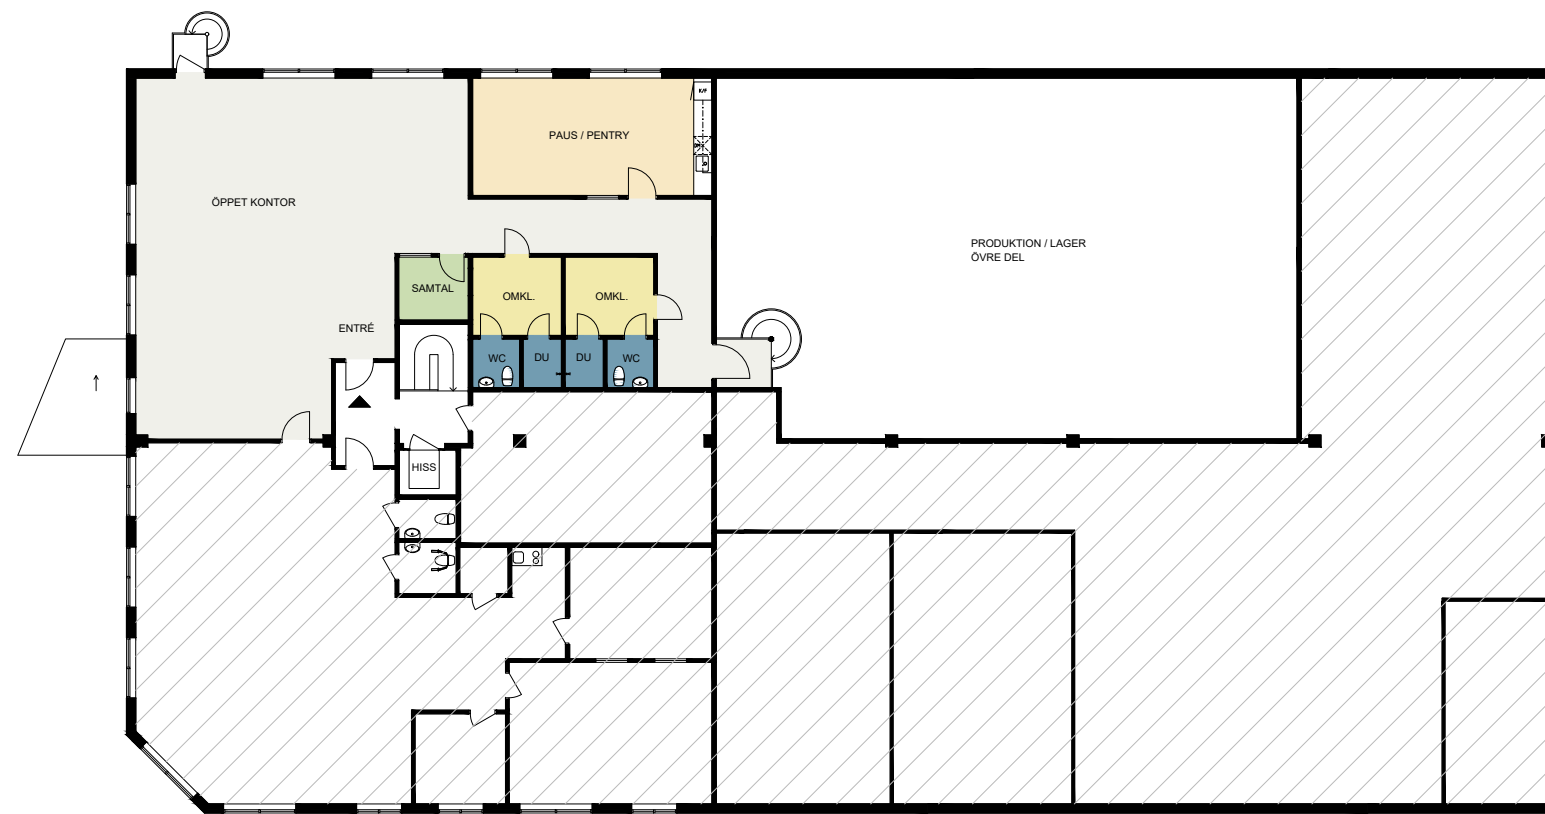 K/F
PAUS / PENTRY
ÖPPET KONTOR
PRODUKTION / LAGER
ÖVRE DEL
SAMTAL
OMKL.
OMKL.
ENTRÉ
WC
DU
DU
WC
HISS